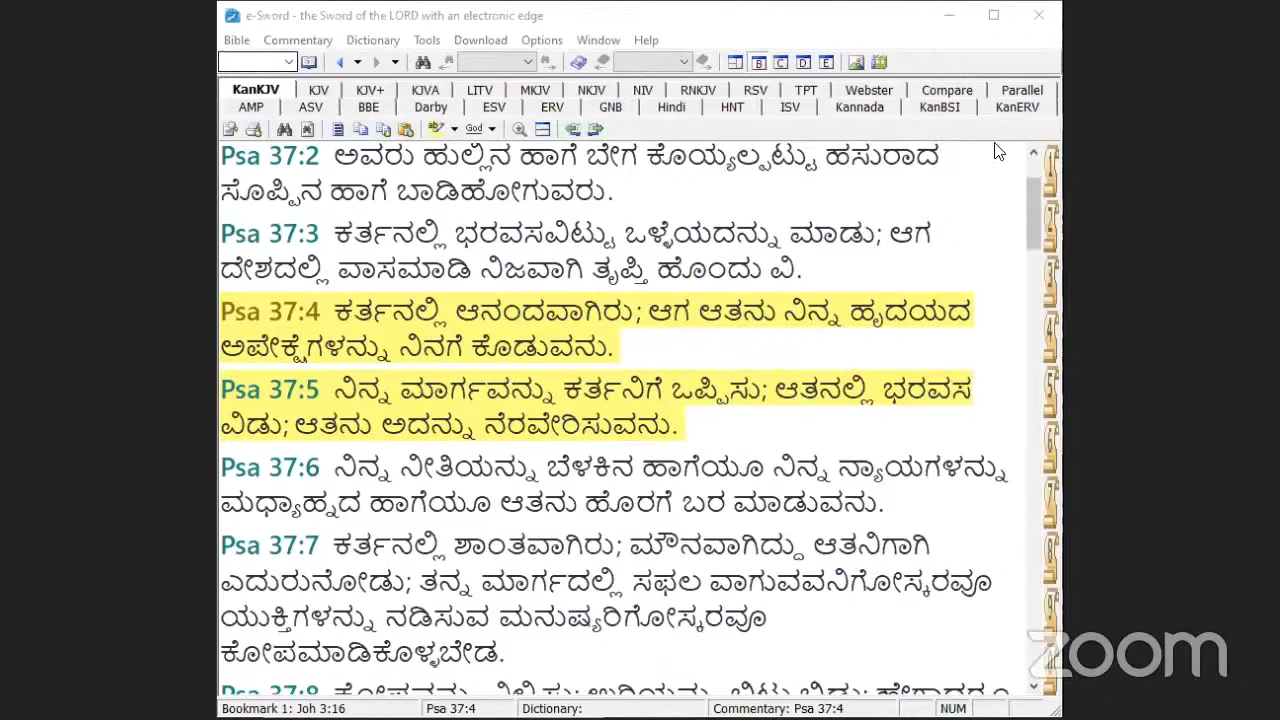 e-Sword - the Sword of the LORD with an electronic edge
Bible Commentary Dictionary Tools Download Options Window Help
B C D E
KanKJV KJV KJV+ KJVA LITV MKJV NKJV NIV RNKJV RSV TPT Webster Compare Parallel
AMP ASV BBE Darby ESV ERV GNB Hindi HNT ISV Kannada KanBSI KanERV
God
Psa 37:2 ಅವರು ಹುಲ್ಲಿನ ಹಾಗೆ ಬೇಗ ಕೊಯ್ಯಲ್ಪಟ್ಟು ಹಸುರಾದ
ಸೊಪ್ಪಿನ ಹಾಗೆ ಬಾಡಿಹೋಗುವರು.
Psa 37:3 ಕರ್ತನಲ್ಲಿ ಭರವಸವಿಟ್ಟು ಒಳ್ಳೆಯದನ್ನು ಮಾಡು; ಆಗ
ದೇಶದಲ್ಲಿ ವಾಸಮಾಡಿ ನಿಜವಾಗಿ ತೃಪ್ತಿ ಹೊಂದು ವಿ.
Psa 37:4 ಕರ್ತನಲ್ಲಿ ಆನಂದವಾಗಿರು; ಆಗ ಆತನು ನಿನ್ನ ಹೃದಯದ
ಅಪೇಕ್ಷೆಗಳನ್ನು ನಿನಗೆ ಕೊಡುವನು.
Psa 37:5 ನಿನ್ನ ಮಾರ್ಗವನ್ನು ಕರ್ತನಿಗೆ ಒಪ್ಪಿಸು; ಆತನಲ್ಲಿ ಭರವಸ
ವಿಡು; ಆತನು ಅದನ್ನು ನೆರವೇರಿಸುವನು.
Psa 37:6 ನಿನ್ನ ನೀತಿಯನ್ನು ಬೆಳಕಿನ ಹಾಗೆಯೂ ನಿನ್ನ ನ್ಯಾಯಗಳನ್ನು
ಮಧ್ಯಾಹ್ನದ ಹಾಗೆಯೂ ಆತನು ಹೊರಗೆ ಬರ ಮಾಡುವನು.
Psa 37:7 ಕರ್ತನಲ್ಲಿ ಶಾಂತವಾಗಿರು; ಮೌನವಾಗಿದ್ದು ಆತನಿಗಾಗಿ
ಎದುರುನೋಡು; ತನ್ನ ಮಾರ್ಗದಲ್ಲಿ ಸಫಲ ವಾಗುವವನಿಗೋಸ್ಕರವೂ
ಯುಕ್ತಿಗಳನ್ನು ನಡಿಸುವ ಮನುಷ್ಯರಿಗೋಸ್ಕರವೂ
ಕೋಪಮಾಡಿಕೊಳ್ಳಬೇಡ.
Psa 37:8
zoom
Bookmark 1: Joh 3:16 Psa 37:4 Dictionary: Commentary: Psa 37:4 NUM